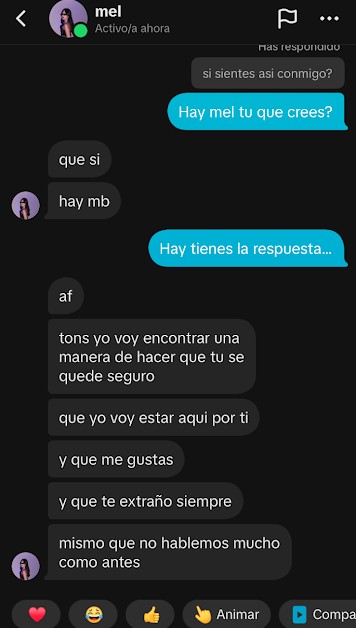 mel
Activo/a ahora
Has respondido
si sientes asi conmigo?
Hay mel tu que crees?
que si
hay mb
Hay tienes la respuesta...
af
tons yo voy encontrar una
manera de hacer que tu se
quede seguro
que yo voy estar aqui por ti
y que me gustas
y que te extraño siempre
mismo que no hablemos mucho
como antes
Animar
Compa